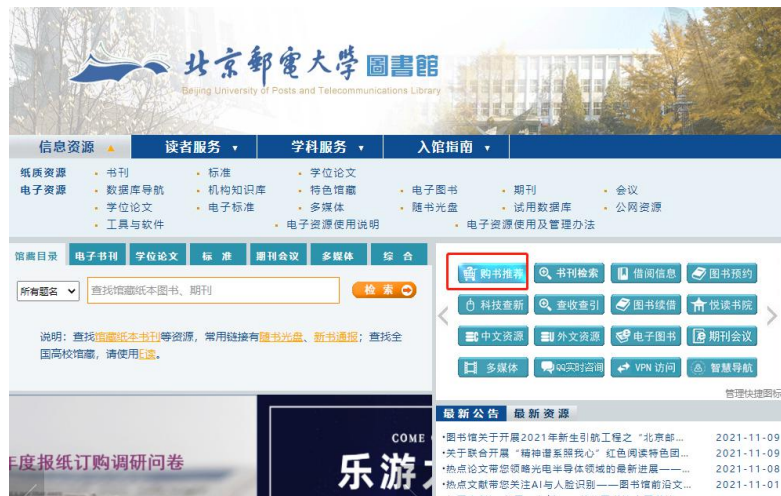 北京郵電大学圖書館
Beijing University of Posts and Telecommunications Library
信息资源 读者服务 学科服务 入馆指南
纸质资源 · 书刊 · 标准 · 学位论文
电子资源 · 数据库导航 · 机构知识库 · 特色馆藏 · 电子图书 · 期刊 · 会议
· 学位论文 · 电子标准 · 多媒体 · 随书光盘 · 试用数据库 · 公网资源
· 工具与软件 · 电子资源使用说明 · 电子资源使用及管理办法
馆藏目录 电子书刊 学位论文 标 准 期刊会议 多媒体 综 合
所有题名 查找馆藏纸本图书、期刊 检 索
说明：查找馆藏纸本书刊等资源，常用链接有随书光盘、新书通报；查找全
国高校馆藏，请使用E读。
购书推荐 书刊检索 借阅信息 图书预约
科技查新 查收查引 图书续借 悦读书院
中文资源 外文资源 电子图书 期刊会议
多媒体 QQ实时咨询 VPN 访问 智慧导航
管理快捷图标
最新公告 最新资源
·图书馆关于开展2021年新生引航工程之“北京邮... 2021-11-09
·关于联合开展“精神谱系照我心”红色阅读特色团... 2021-11-09
·热点论文带您领略光电半导体领域的最新进展——... 2021-11-08
·热点文献带您关注AI与人脸识别——图书馆前沿文... 2021-11-01
年度报纸订购调研问卷
COME
乐游